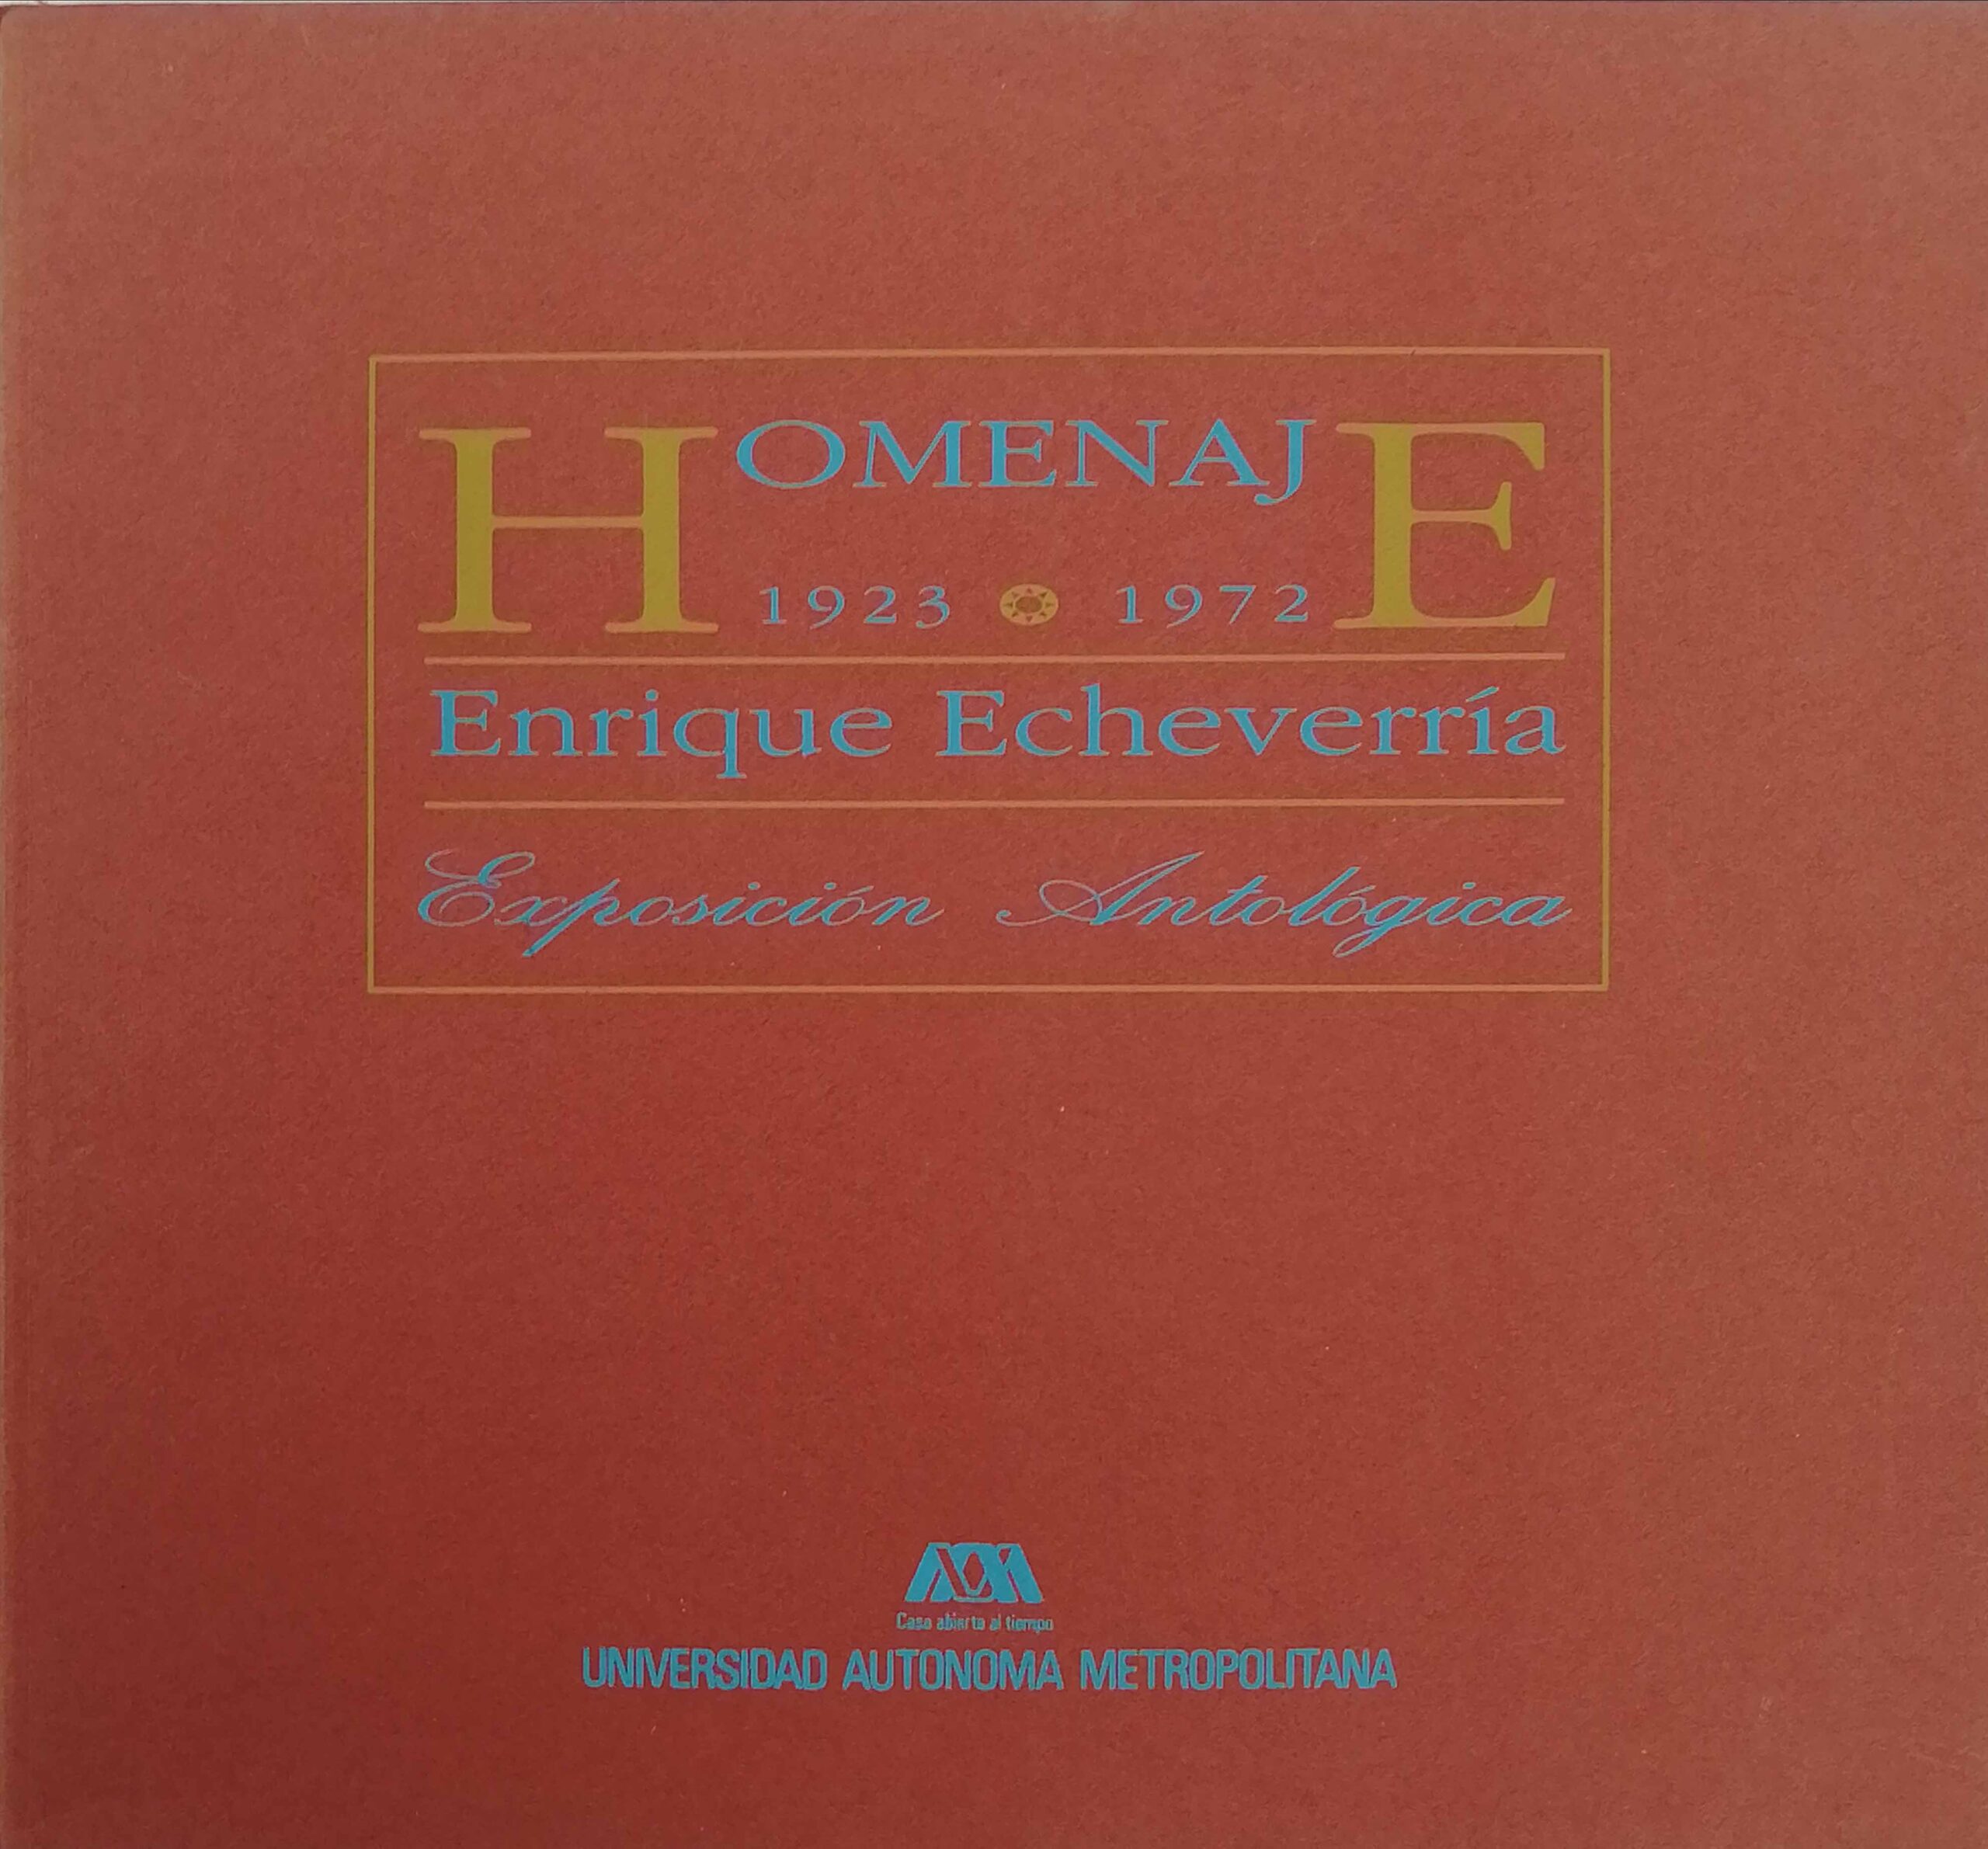 HOMENAJE
1923 1972
Enrique Echeverría
Exposición Antológica
Casa abierta al tiempo
UNIVERSIDAD AUTONOMA METROPOLITANA